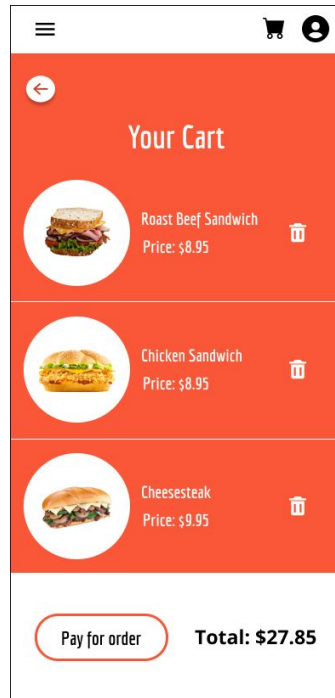 Your Cart
Roast Beef Sandwich
Price: $8.95
Chicken Sandwich
Price: $8.95
Cheesesteak
Price: $9.95
Pay for order
Total: $27.85